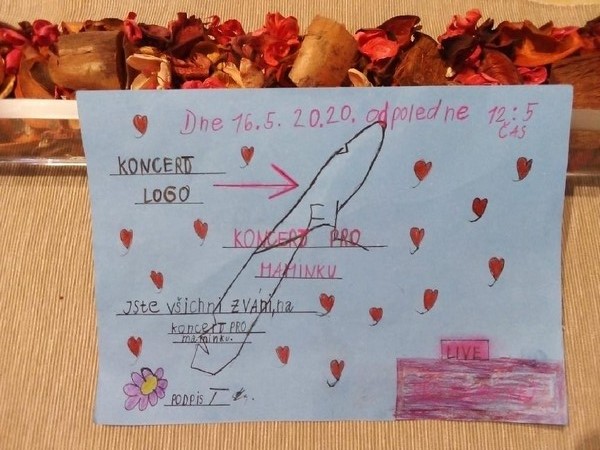 Dne 16.5. 20.20. odpoledne 12:5
ČAS
KONCERT
LOGO
KONCERT PRO
MAMINKU
Jste všichni ZVÁNI, na
koncert PRO
maminku.
LIVE
PODPIS T